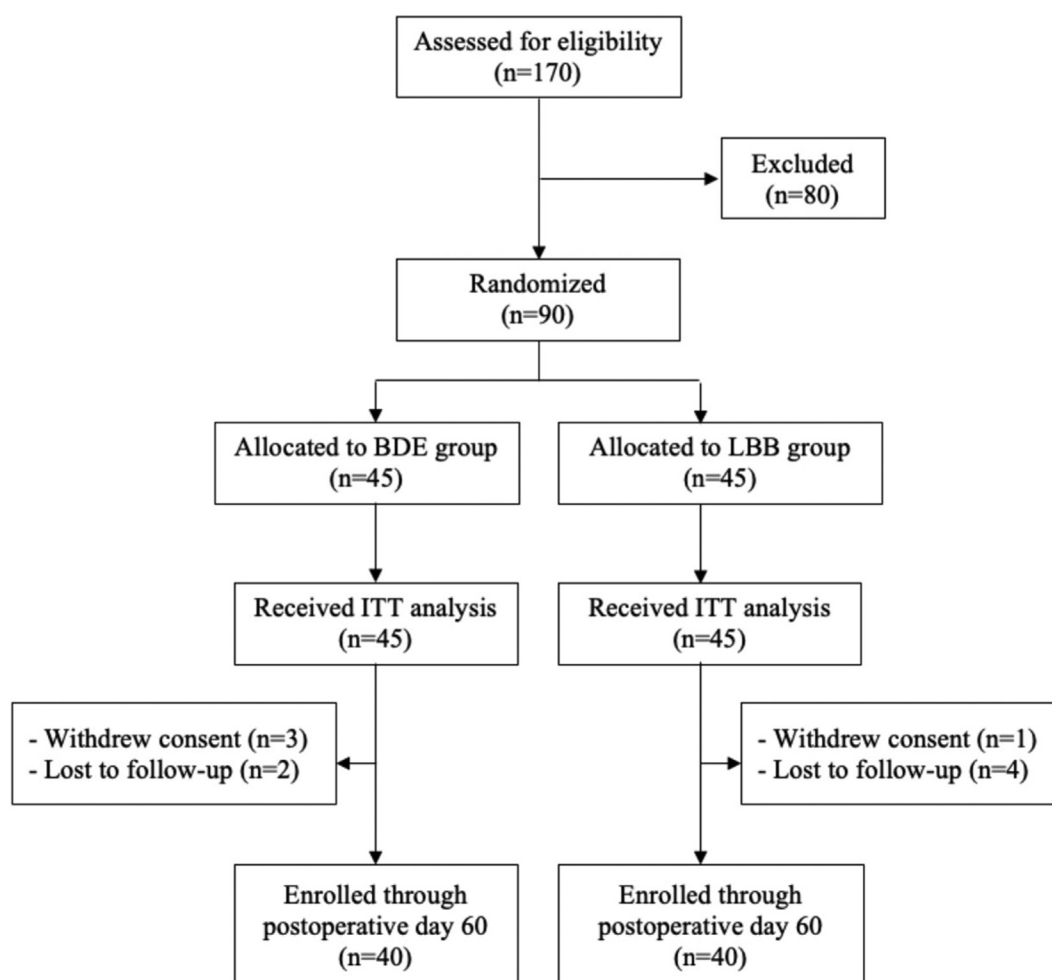 Assessed for eligibility
(n=170)
Excluded
(n=80)
Randomized
(n=90)
Allocated to BDE group
(n=45)
Allocated to LBB group
(n=45)
Received ITT analysis
(n=45)
Received ITT analysis
(n=45)
- Withdrew consent (n=3)
- Lost to follow-up (n=2)
- Withdrew consent (n=1)
- Lost to follow-up (n=4)
Enrolled through
postoperative day 60
(n=40)
Enrolled through
postoperative day 60
(n=40)